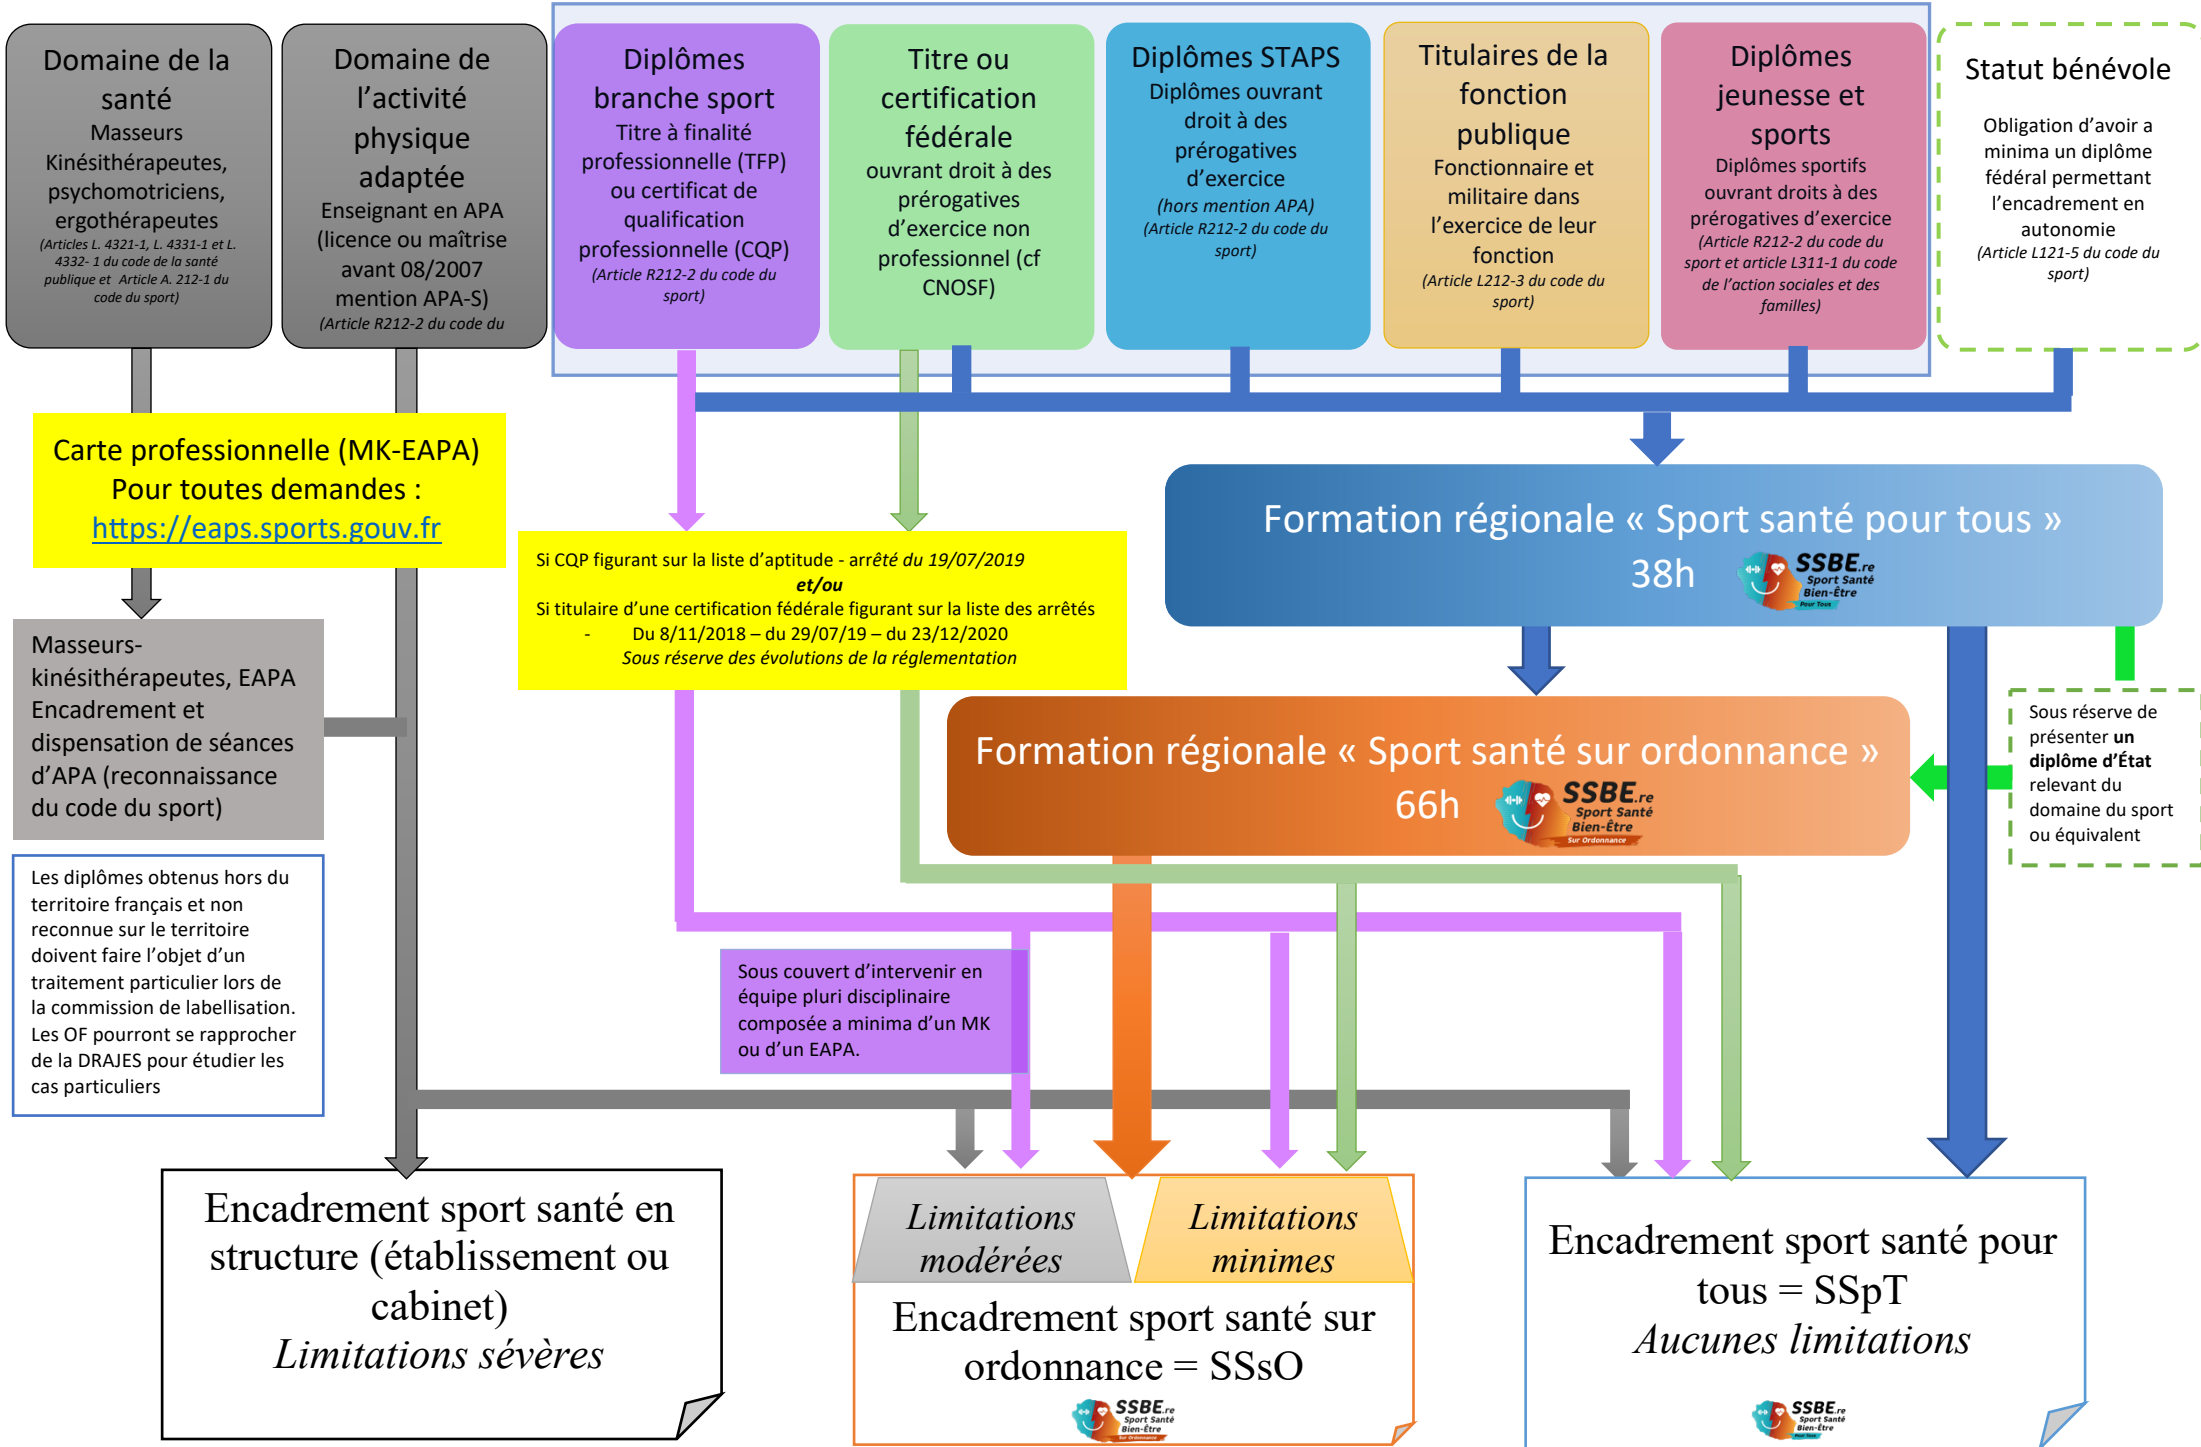 Domaine de la
santé
Masseurs
Kinésithérapeutes,
psychomotriciens,
ergothérapeutes
(Articles L. 4321-1, L. 4331-1 et L.
4332- 1 du code de la santé
publique et Article A. 212-1 du
code du sport)
Domaine de
l’activité
physique
adaptée
Enseignant en APA
(licence ou maîtrise
avant 08/2007
mention APA-S)
(Article R212-2 du code du
Diplômes
branche sport
Titre à finalité
professionnelle (TFP)
ou certificat de
qualification
professionnelle (CQP)
(Article R212-2 du code du
sport)
Titre ou
certification
fédérale
ouvrant droit à des
prérogatives
d’exercice non
professionnel (cf
CNOSF)
Diplômes STAPS
Diplômes ouvrant
droit à des
prérogatives
d’exercice
(hors mention APA)
(Article R212-2 du code du
sport)
Titulaires de la
fonction
publique
Fonctionnaire et
militaire dans
l’exercice de leur
fonction
(Article L212-3 du code du
sport)
Diplômes
jeunesse et
sports
Diplômes sportifs
ouvrant droits à des
prérogatives d’exercice
(Article R212-2 du code du
sport et article L311-1 du code
de l’action sociales et des
familles)
Statut bénévole
Obligation d’avoir a
minima un diplôme
fédéral permettant
l’encadrement en
autonomie
(Article L121-5 du code du
sport)
Carte professionnelle (MK-EAPA)
Pour toutes demandes :
https://eaps.sports.gouv.fr
Si CQP figurant sur la liste d’aptitude - arrêté du 19/07/2019
et/ou
Si titulaire d’une certification fédérale figurant sur la liste des arrêtés
- Du 8/11/2018 – du 29/07/19 – du 23/12/2020
Sous réserve des évolutions de la réglementation
Formation régionale « Sport santé pour tous »
38h
SSBE.re
Sport Santé
Bien-Être
Pour Tous
Masseurs-
kinésithérapeutes, EAPA
Encadrement et
dispensation de séances
d’APA (reconnaissance
du code du sport)
Formation régionale « Sport santé sur ordonnance »
66h
SSBE.re
Sport Santé
Bien-Être
Sur Ordonnance
Sous réserve de
présenter un
diplôme d’État
relevant du
domaine du sport
ou équivalent
Les diplômes obtenus hors du
territoire français et non
reconnue sur le territoire
doivent faire l’objet d’un
traitement particulier lors de
la commission de labellisation.
Les OF pourront se rapprocher
de la DRAJES pour étudier les
cas particuliers
Sous couvert d’intervenir en
équipe pluri disciplinaire
composée a minima d’un MK
ou d’un EAPA.
Encadrement sport santé en
structure (établissement ou
cabinet)
Limitations sévères
Limitations
modérées
Limitations
minimes
Encadrement sport santé sur
ordonnance = SSsO
SSBE.re
Sport Santé
Bien-Être
Sur Ordonnance
Encadrement sport santé pour
tous = SSpT
Aucunes limitations
SSBE.re
Sport Santé
Bien-Être
Pour Tous